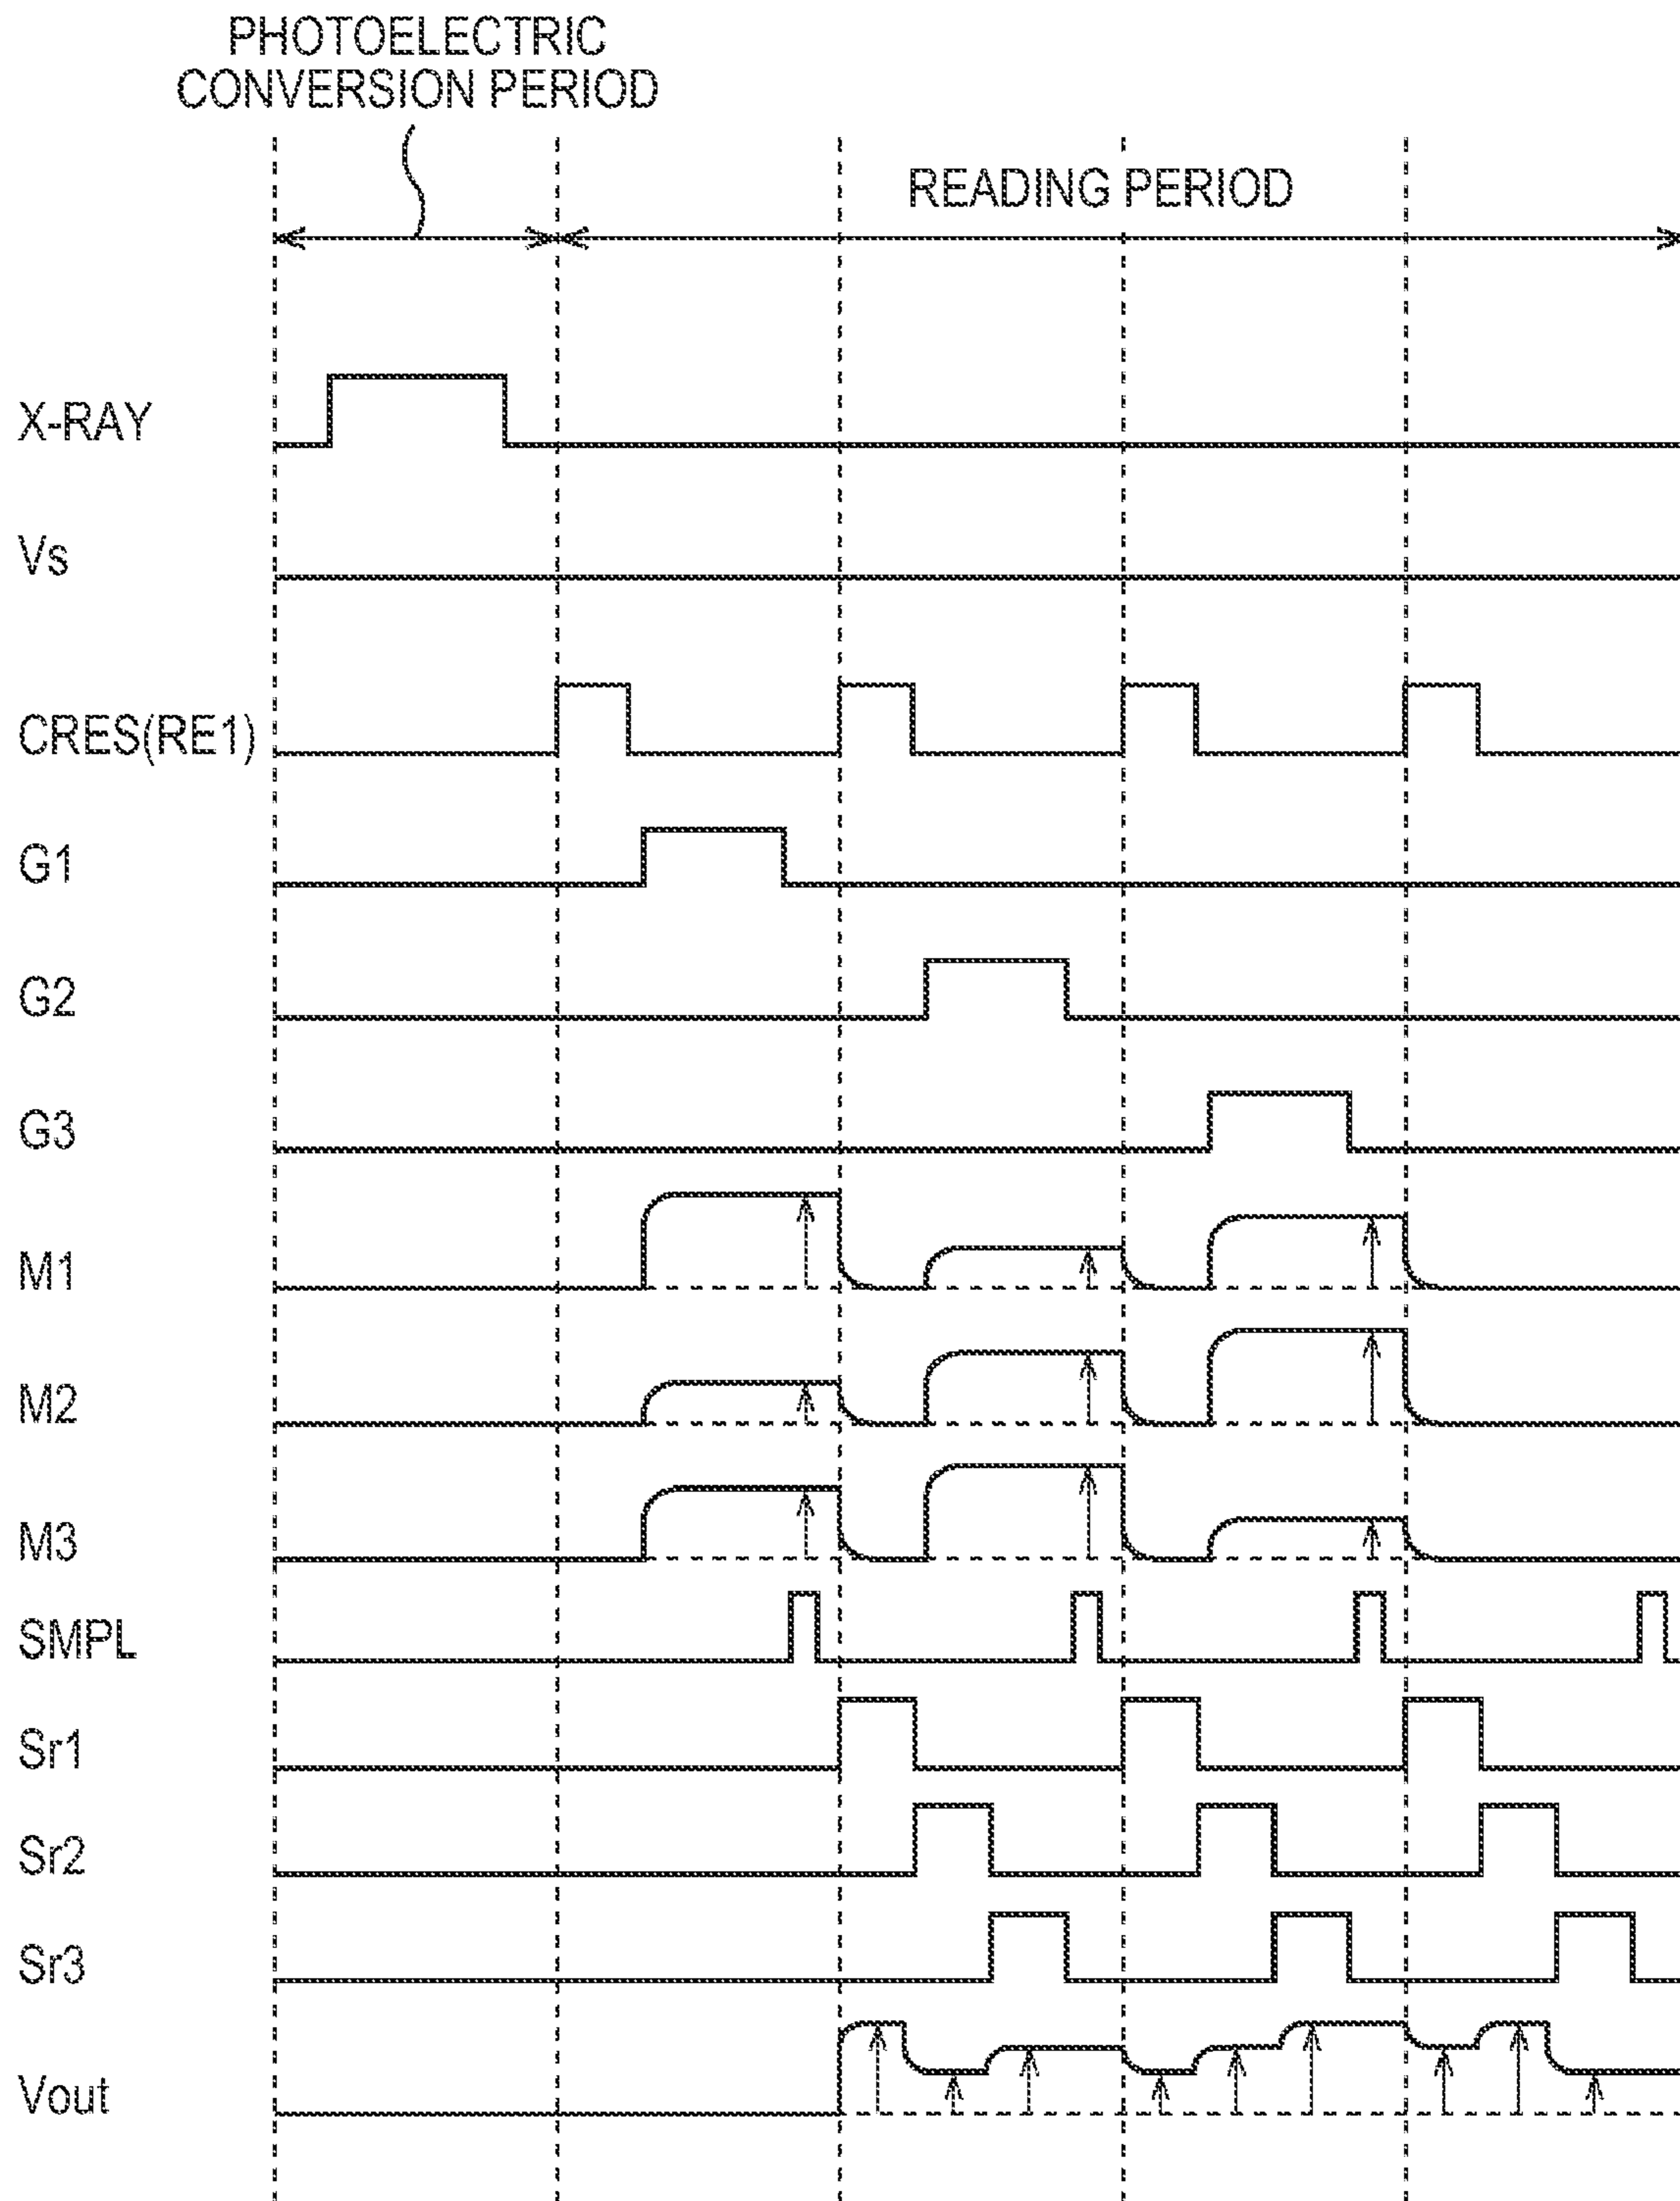 PHOTOELECTRIC
CONVERSION PERIOD
READING PERIOD
X-RAY
Vs
CRES(RE1)
G1
G2
G3
M1
M2
M3
SMPL
Sr1
Sr2
Sr3
Vout